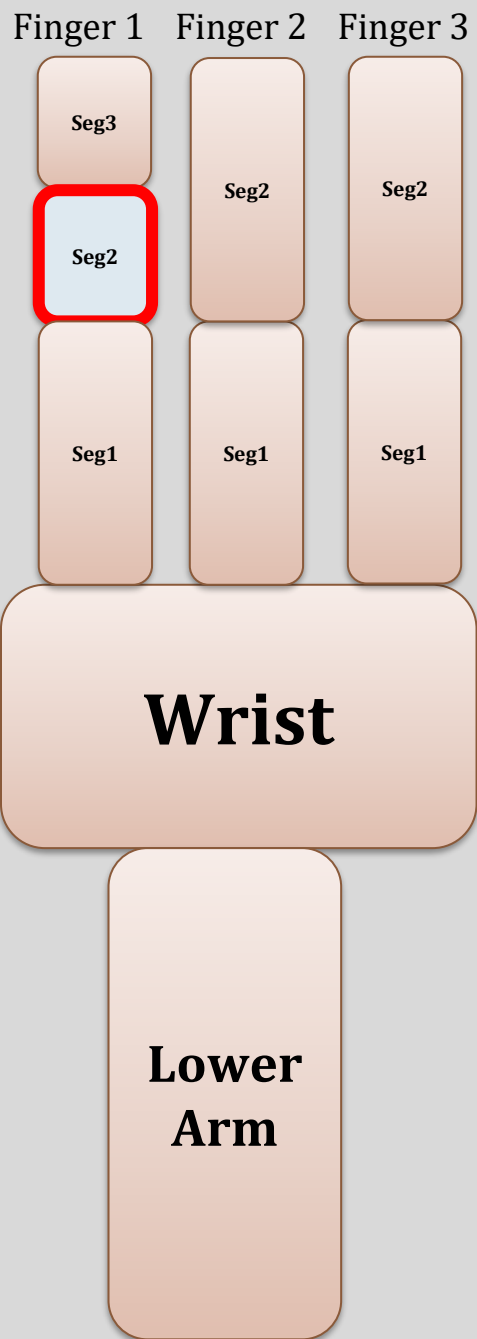 Finger 1 Finger 2 Finger 3
Seg3
Seg2 Seg2
Seg2
Seg1 Seg1 Seg1
Wrist
Lower
Arm